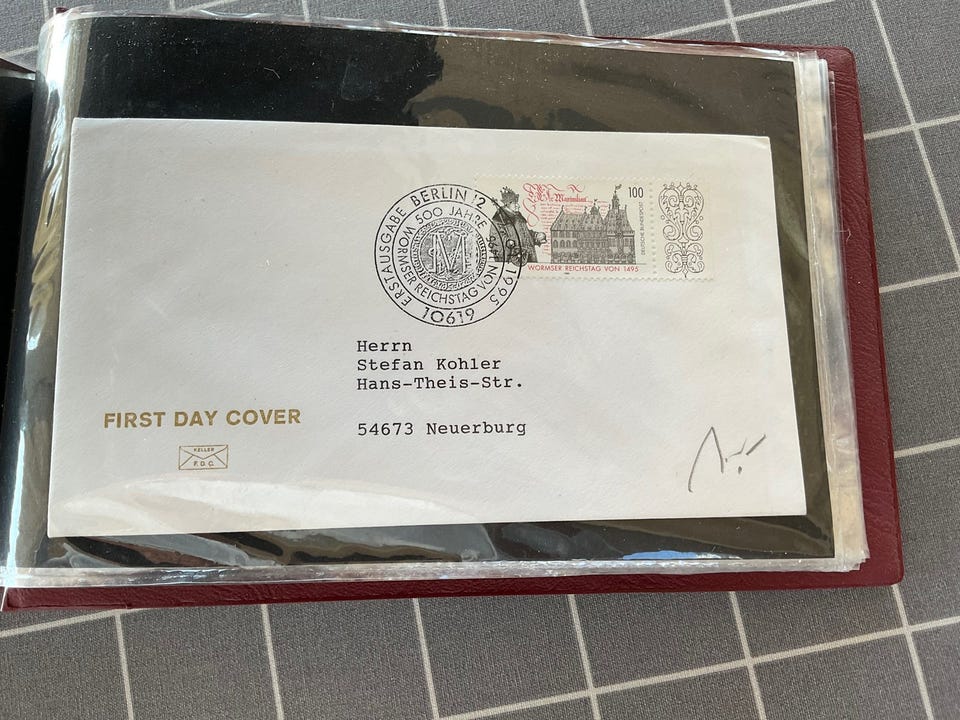 ERSTAUSGABE BERLIN 12
500 JAHRE
WORMSER REICHSTAG VON 1495
M
1995
10619
Maximilian
100
DEUTSCHE BUNDESPOST
WORMSER REICHSTAG VON 1495
Herrn
Stefan Kohler
Hans-Theis-Str.
54673 Neuerburg
FIRST DAY COVER
KELLER
F.D.C.